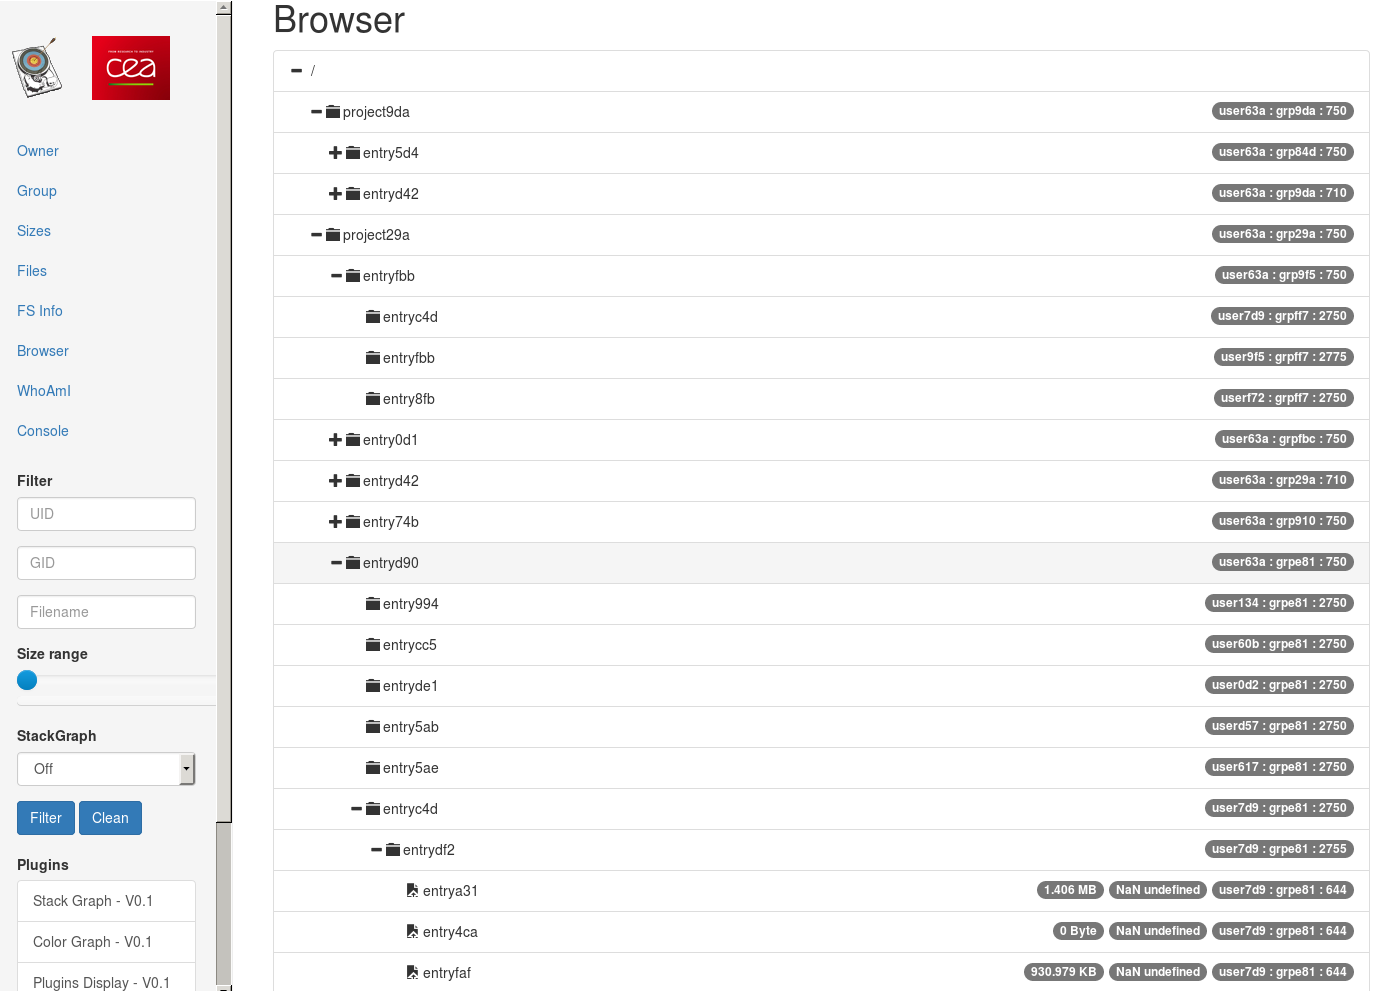 YOUR RESEARCH TO INDUSTRY
cea
Owner
Group
Sizes
Files
FS Info
Browser
WhoAmI
Console
Filter
UID
GID
Filename
Size range
StackGraph
Off
Filter Clean
Plugins
Stack Graph - V0.1
Color Graph - V0.1
Plugins Display - V0.1
Browser
/
project9da user63a : grp9da : 750
entry5d4 user63a : grp84d : 750
entryd42 user63a : grp9da : 710
project29a user63a : grp29a : 750
entryfbb user63a : grp9f5 : 750
entryc4d user7d9 : grpff7 : 2750
entryfbb user9f5 : grpff7 : 2775
entry8fb userf72 : grpff7 : 2750
entry0d1 user63a : grpfbc : 750
entryd42 user63a : grp29a : 710
entry74b user63a : grp910 : 750
entryd90 user63a : grpe81 : 750
entry994 user134 : grpe81 : 2750
entrycc5 user60b : grpe81 : 2750
entryde1 user0d2 : grpe81 : 2750
entry5ab userd57 : grpe81 : 2750
entry5ae user617 : grpe81 : 2750
entryc4d user7d9 : grpe81 : 2750
entrydf2 user7d9 : grpe81 : 2755
entrya31 1.406 MB NaN undefined user7d9 : grpe81 : 644
entry4ca 0 Byte NaN undefined user7d9 : grpe81 : 644
entryfaf 930.979 KB NaN undefined user7d9 : grpe81 : 644